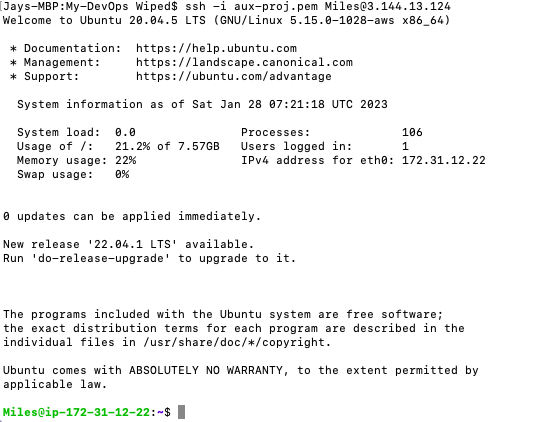 [Jays-MBP:My-DevOps Wiped$ ssh -i aux-proj.pem Miles@3.144.13.124
Welcome to Ubuntu 20.04.5 LTS (GNU/Linux 5.15.0-1028-aws x86_64)
* Documentation: https://help.ubuntu.com
* Management: https://landscape.canonical.com
* Support: https://ubuntu.com/advantage
System information as of Sat Jan 28 07:21:18 UTC 2023
System load: 0.0 Processes: 106
Usage of /: 21.2% of 7.57GB Users logged in: 1
Memory usage: 22% IPv4 address for eth0: 172.31.12.22
Swap usage: 0%
0 updates can be applied immediately.
New release '22.04.1 LTS' available.
Run 'do-release-upgrade' to upgrade to it.
The programs included with the Ubuntu system are free software;
the exact distribution terms for each program are described in the
individual files in /usr/share/doc/*/copyright.
Ubuntu comes with ABSOLUTELY NO WARRANTY, to the extent permitted by
applicable law.
Miles@ip-172-31-12-22:~$